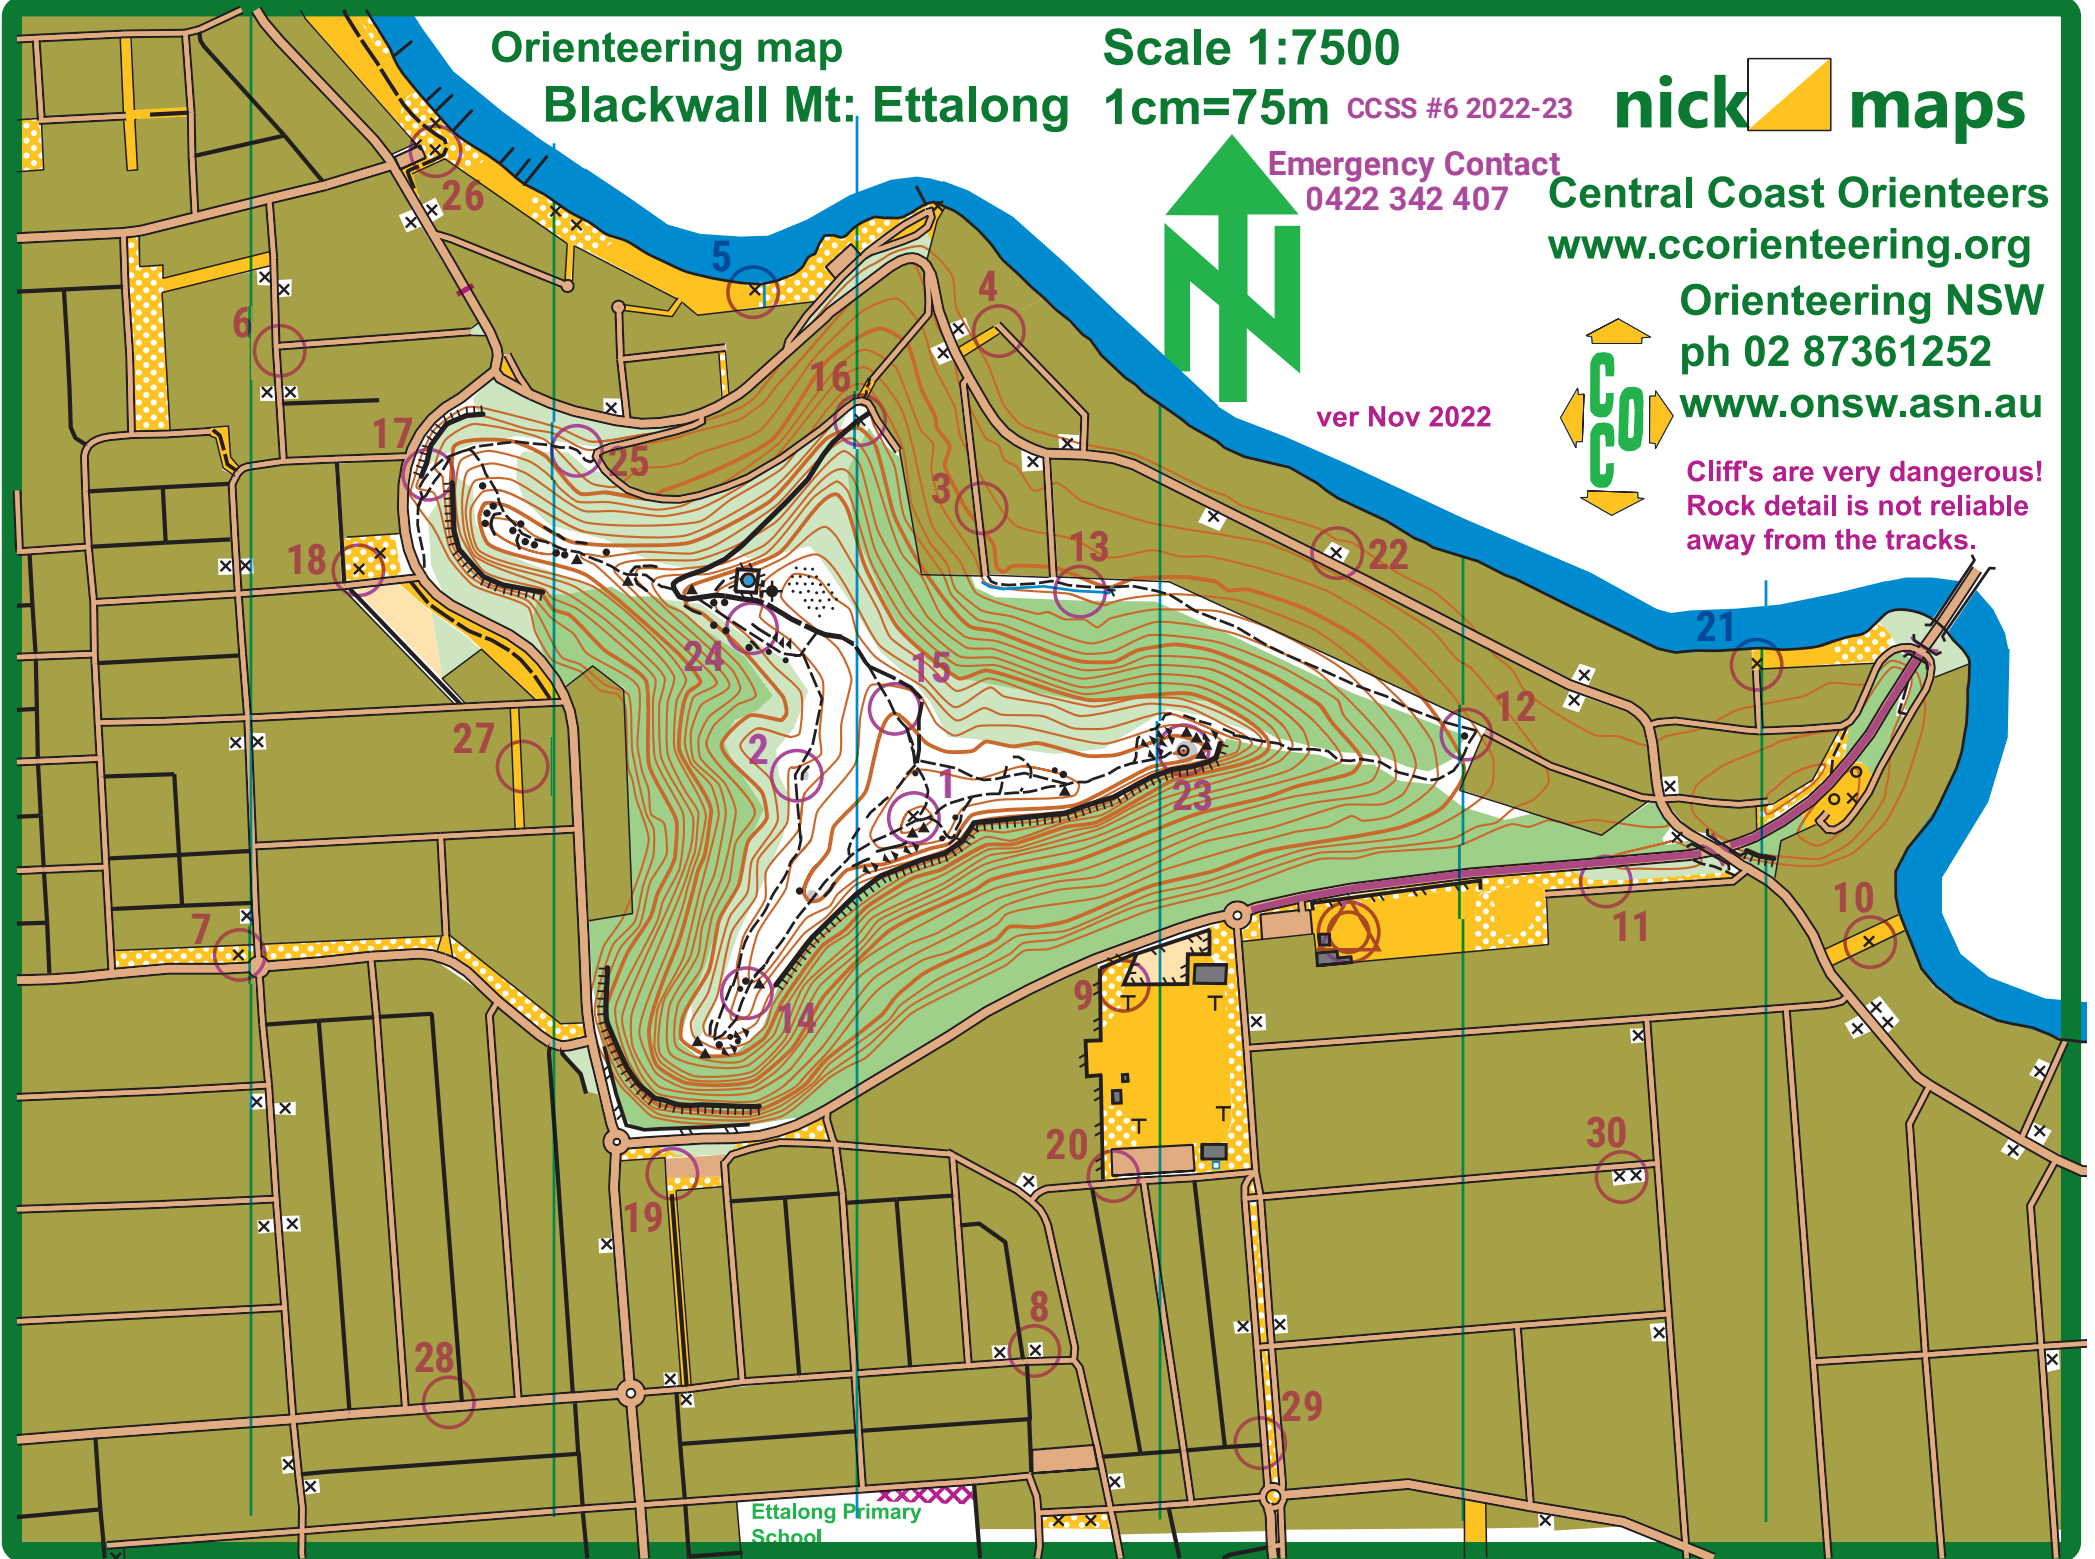 Orienteering map
Blackwall Mt: Ettalong
Scale 1:7500
1cm=75m
CCSS #6 2022-23
nick maps
Emergency Contact
0422 342 407
Central Coast Orienteers
www.ccorienteering.org
Orienteering NSW
ph 02 87361252
www.onsw.asn.au
C
O
C
ver Nov 2022
Cliff's are very dangerous!
Rock detail is not reliable
away from the tracks.
N
26
5
4
6
16
17
25
3
13
22
18
24
15
21
12
2
27
1
23
7
10
11
9
14
20
30
19
8
28
29
Ettalong Primary
School